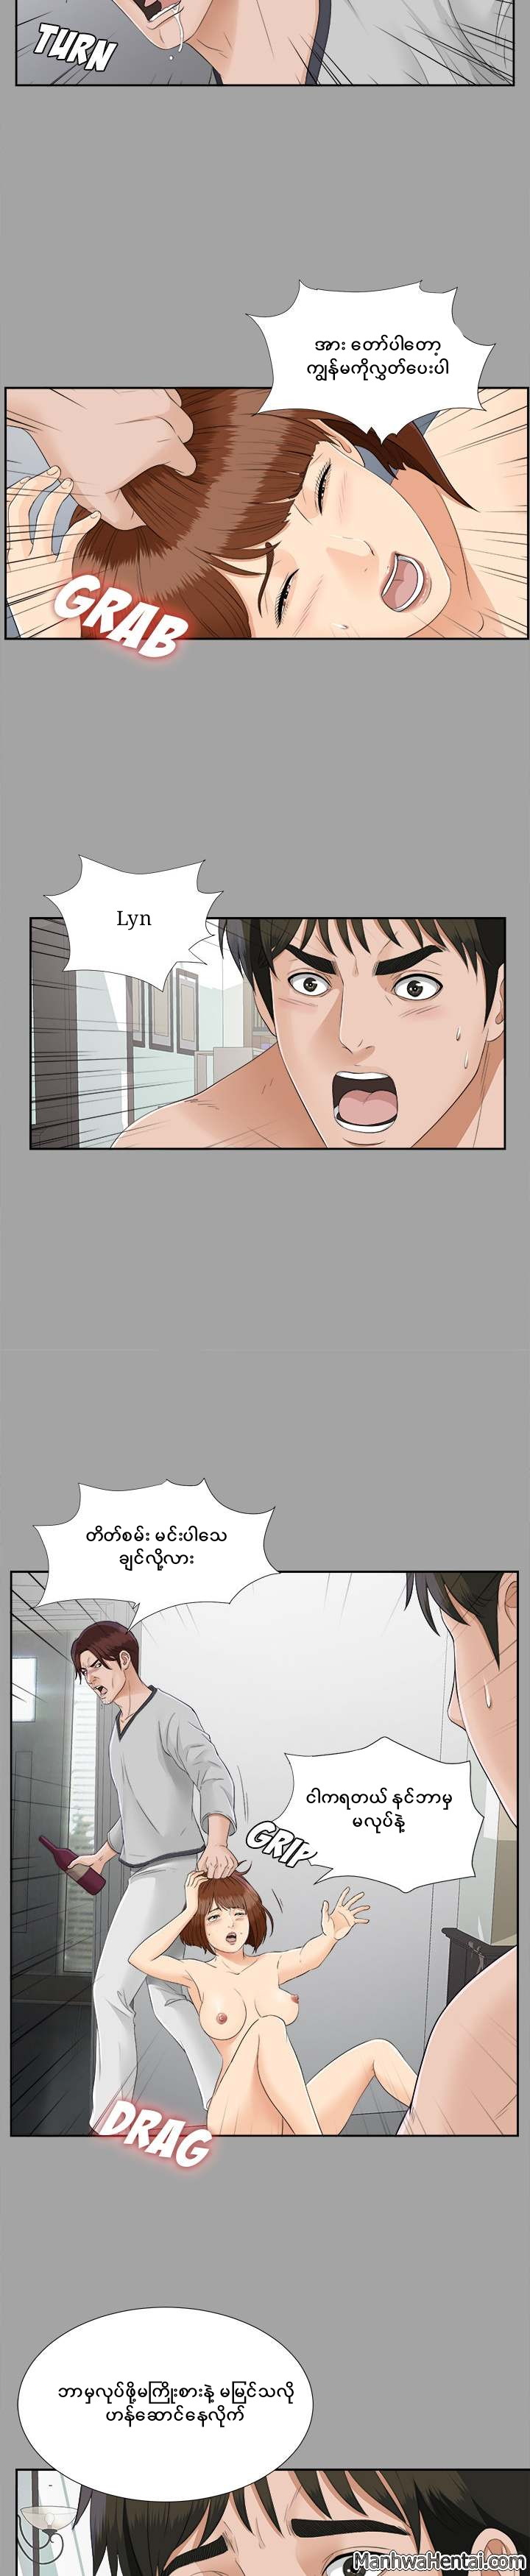 TURN
အား တော်ပါတော့
ကျွန်မကိုလွှတ်ပေးပါ
GRAB
Lyn
တိတ်စမ်း မင်းပါသေ
ချင်လို့လား
ငါကရတယ် နင်ဘာမှ
မလုပ်နဲ့
GRIP
DRAG
ဘာမှလုပ်ဖို့မကြိုးစားနဲ့ မမြင်သလို
ဟန်ဆောင်နေလိုက်
ManhwaHentai.com